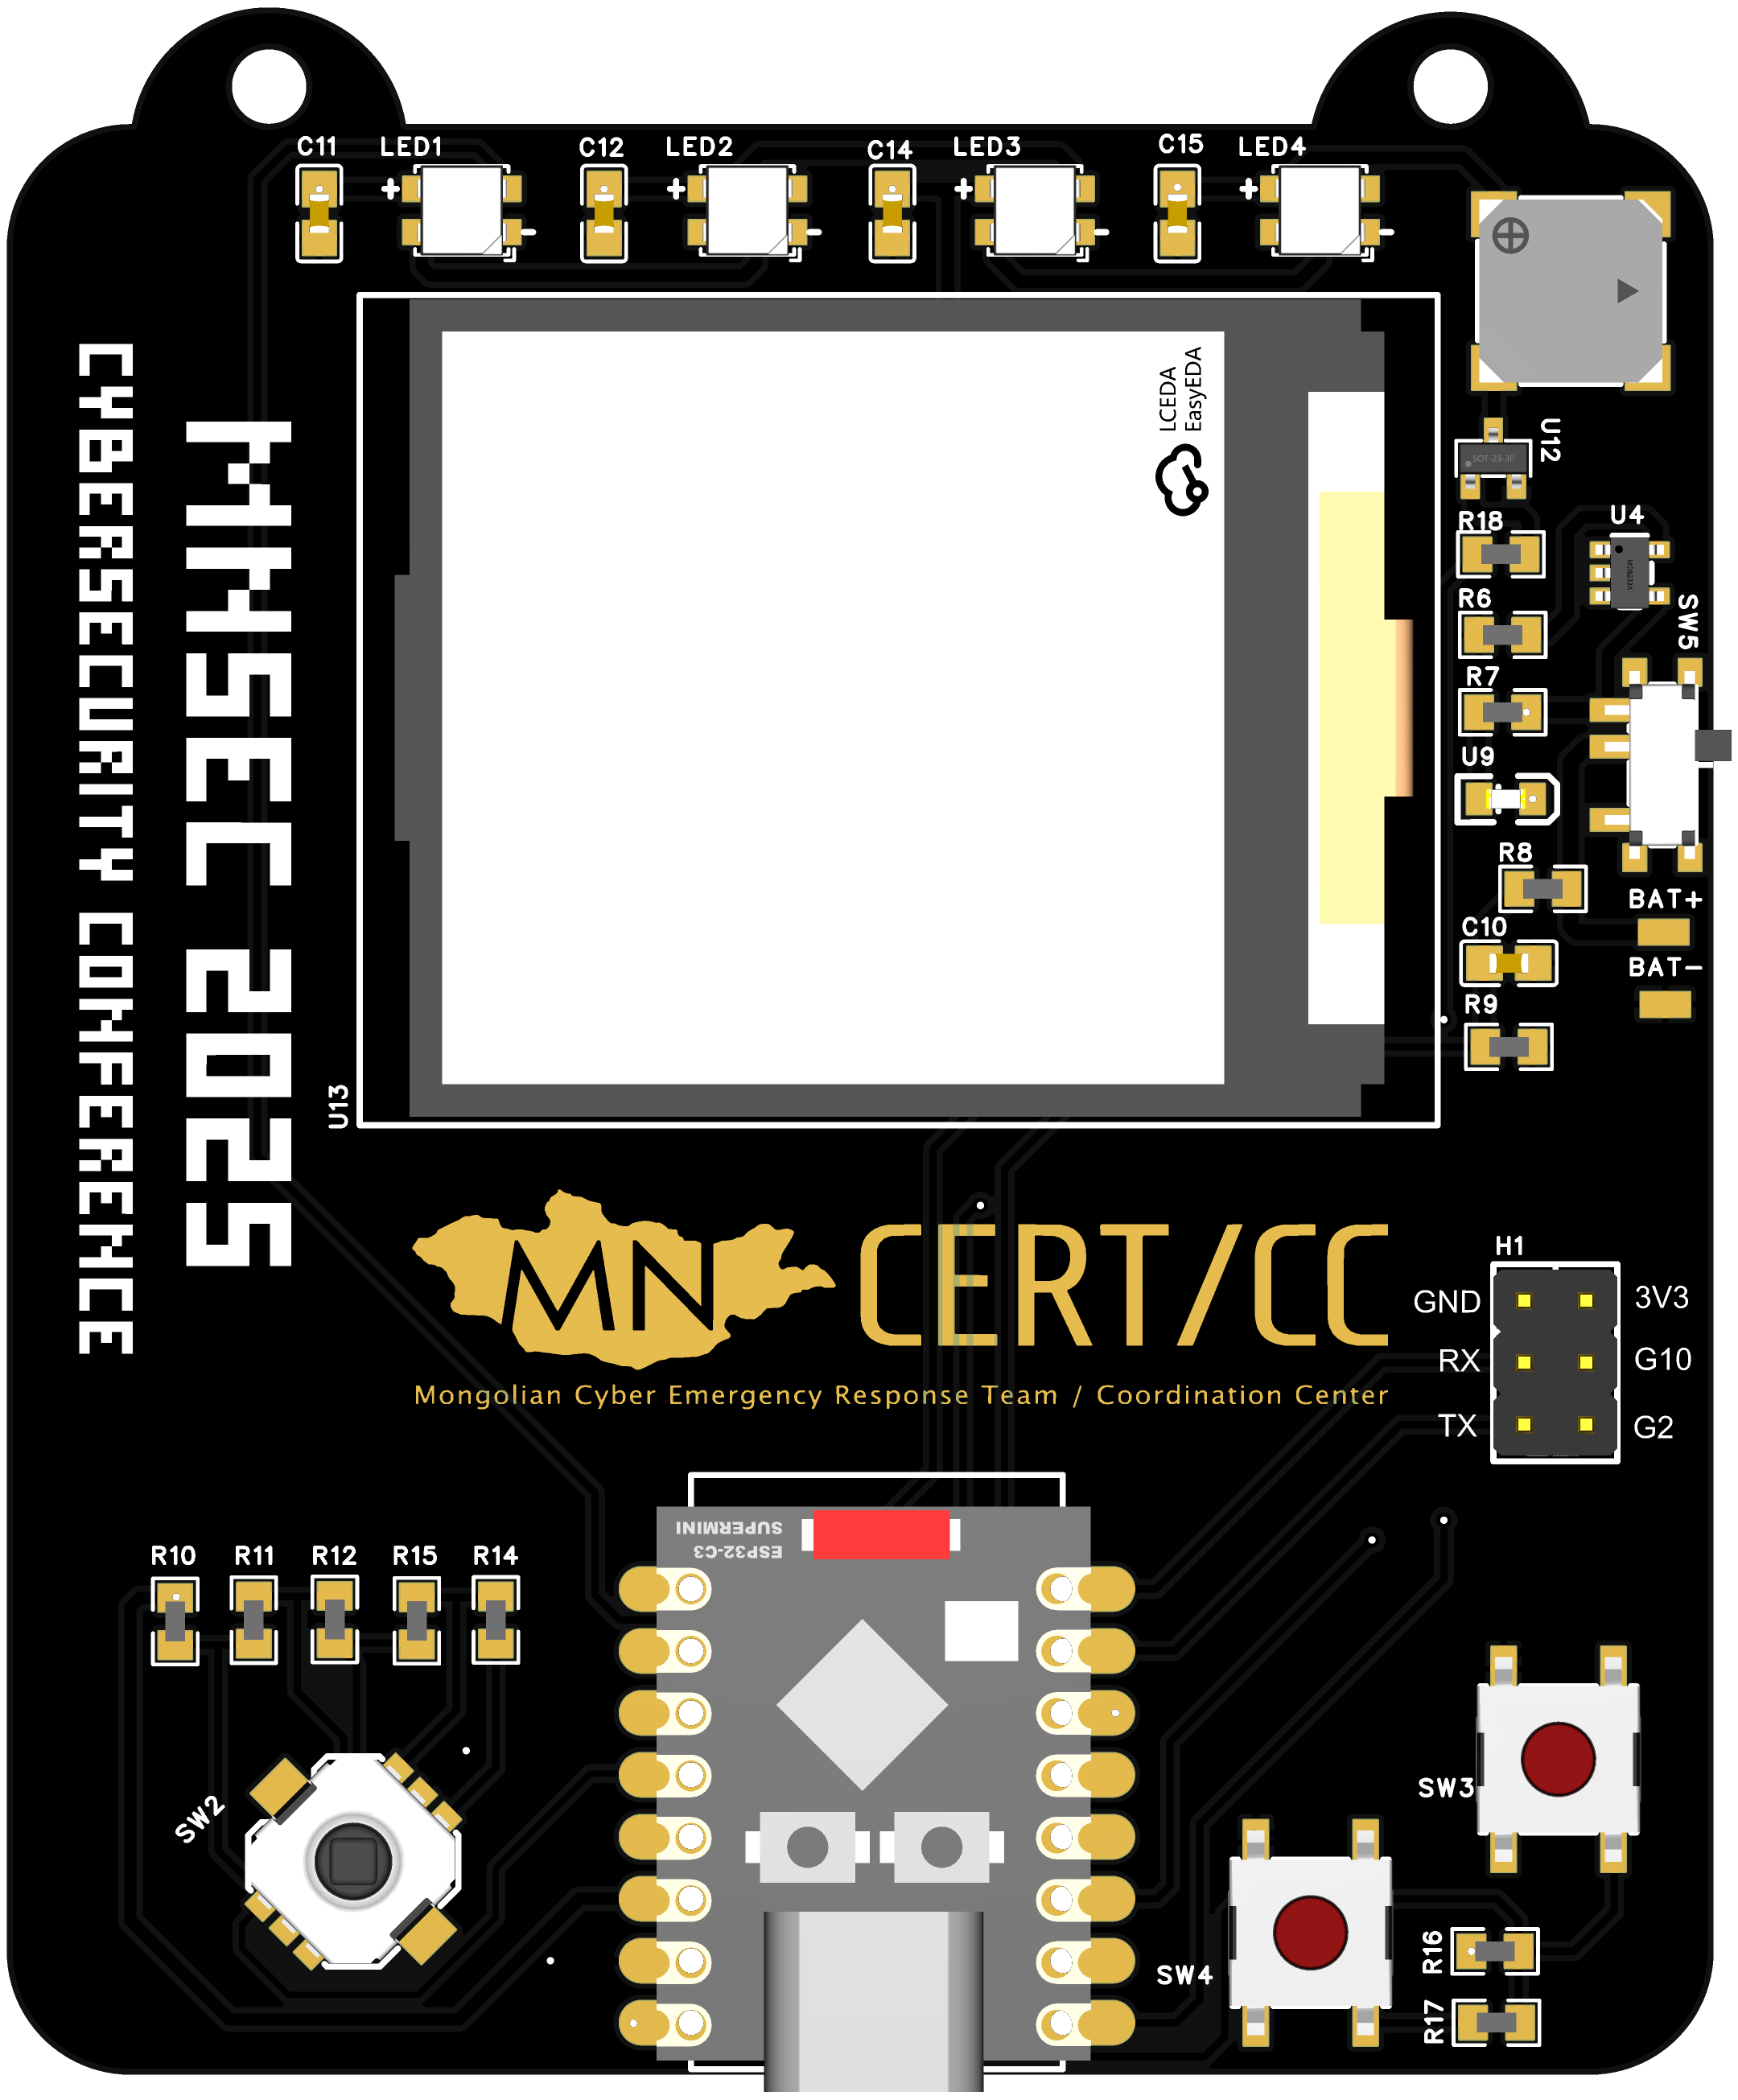 C11 LED1 C12 LED2 C14 LED3 C15 LED4
+ - + - + - + -
LCEDA
EasyEDA
U12
SOT-23-3P
R18
U4
R6
SW5
R7
U9
R8
BAT+
C10
BAT-
R9
U13
CYBERSECURITY CONFERENCE
MNSEC 2025
MN CERT/CC
Mongolian Cyber Emergency Response Team / Coordination Center
H1
GND 3V3
RX G10
TX G2
ESP32-C3
SUPERMINI
R10 R11 R12 R15 R14
SW2
SW3
SW4
R16
R17